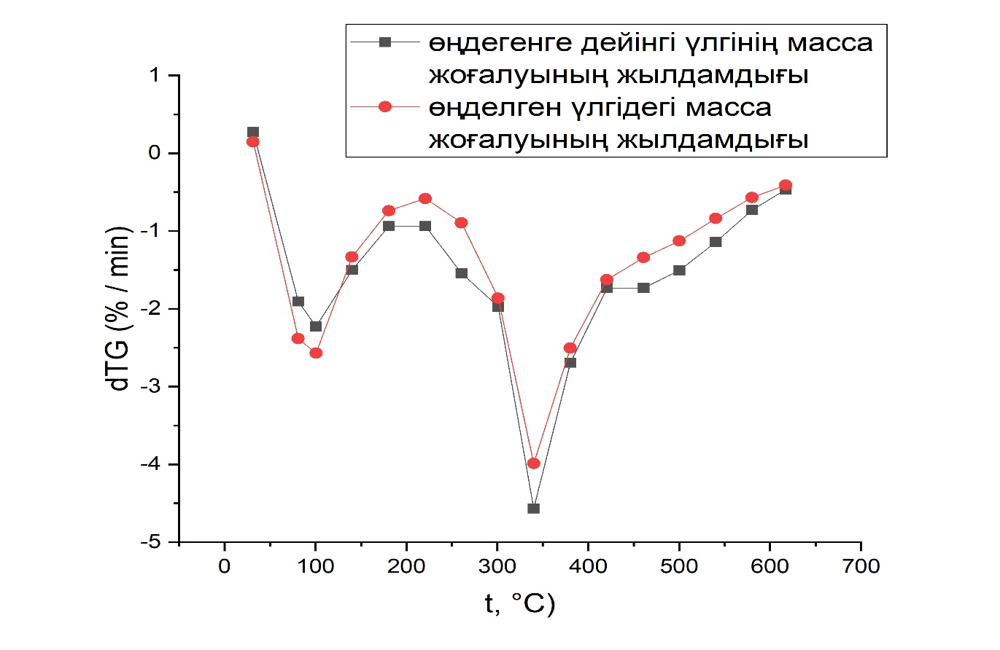 өңдегенге дейінгі үлгінің масса
жоғалуының жылдамдығы
өңделген үлгідегі масса
жоғалуының жылдамдығы
1
0
-1
-2
-3
-4
-5
dTG (% / min)
0 100 200 300 400 500 600 700
t, °C)